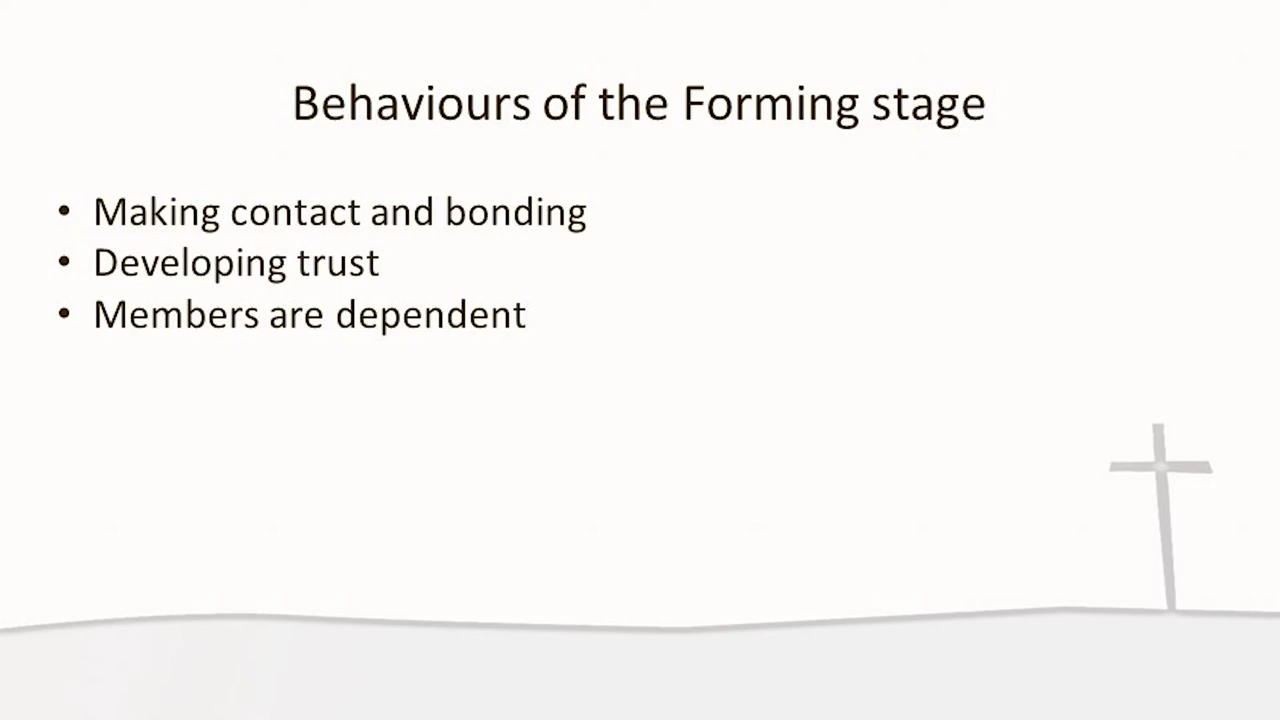 Behaviours of the Forming stage
• Making contact and bonding
• Developing trust
• Members are dependent